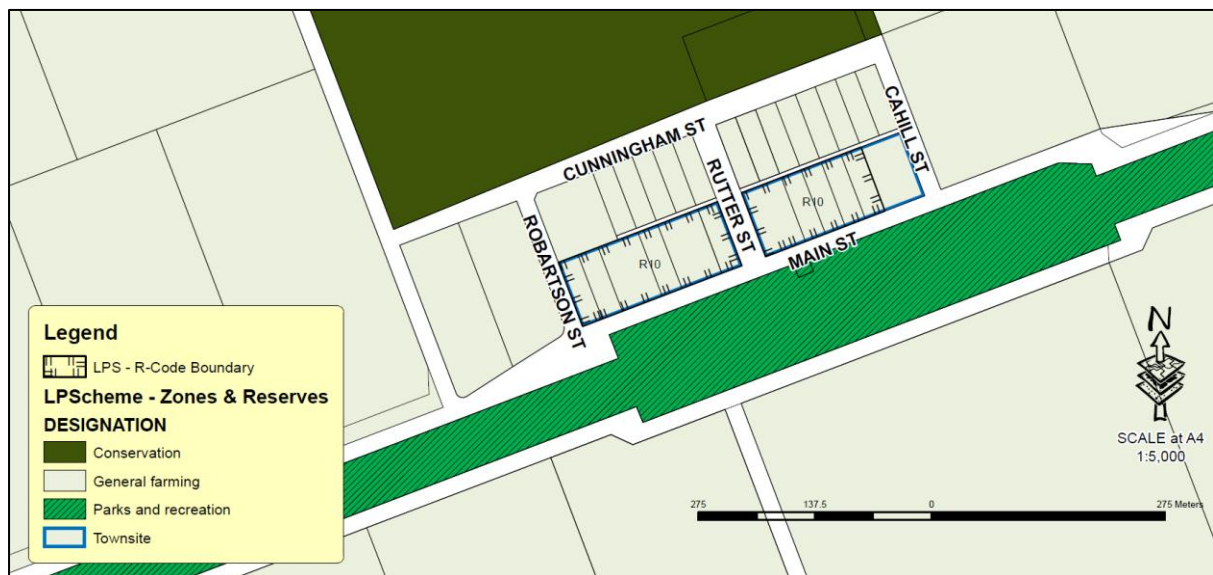 CUNNINGHAM ST
CAHILL ST
RUTTER ST
R10
ROBARTSON ST
R10
MAIN ST
Legend
LPS - R-Code Boundary
LPScheme - Zones & Reserves
DESIGNATION
Conservation
General farming
Parks and recreation
Townsite
N
SCALE at A4
1:5,000
275 137.5 0 275 Meters